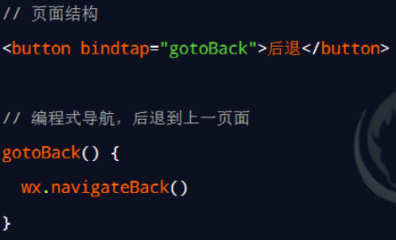 // 页面结构
<button bindtap="gotoBack">后退</button>
// 编程式导航，后退到上一页面
gotoBack() {
  wx.navigateBack()
}